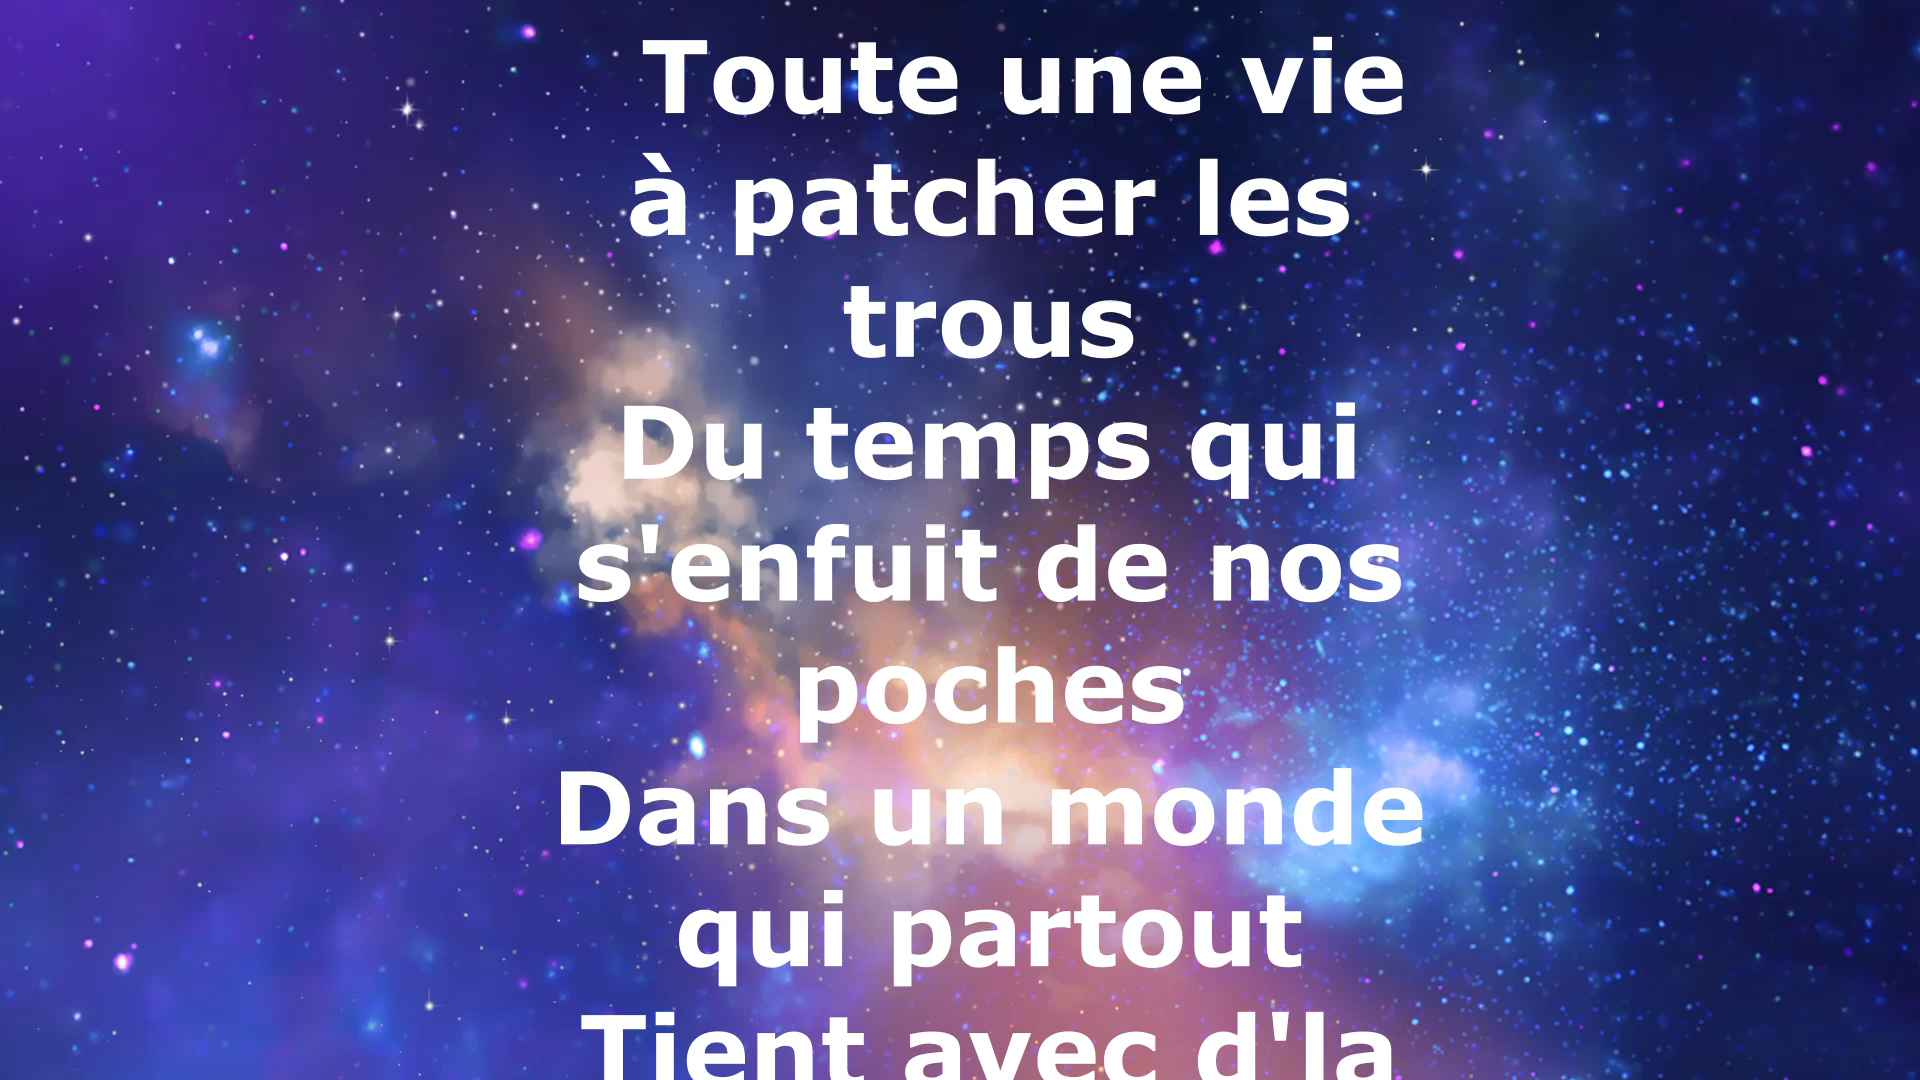 Toute une vie
à patcher les
trous
Du temps qui
s'enfuit de nos
poches
Dans un monde
qui partout
Tient avec d'la